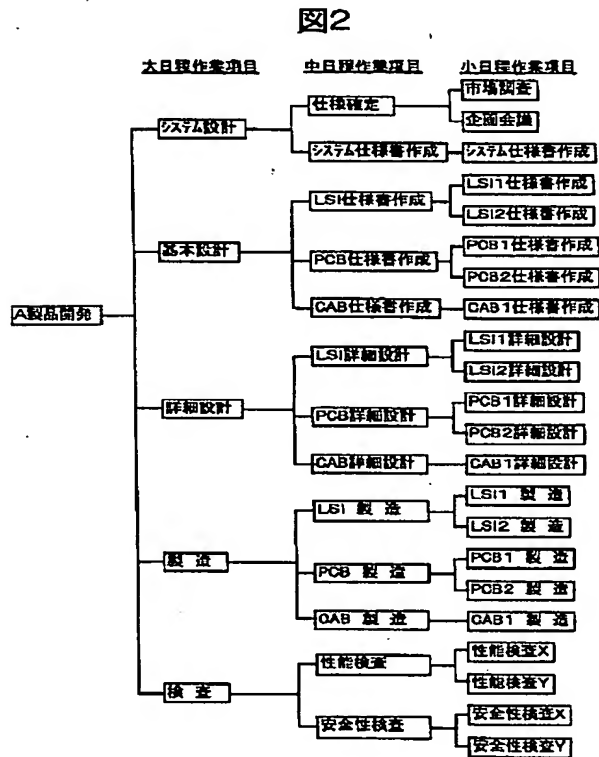 図2
大日程作業項目 中日程作業項目 小日程作業項目
A製品開発
システム設計
仕様確定
市場調査
企画会議
システム仕様書作成
システム仕様書作成
基本設計
LSI仕様書作成
LSI1仕様書作成
LSI2仕様書作成
PCB仕様書作成
PCB1仕様書作成
PCB2仕様書作成
CAB仕様書作成
CAB1仕様書作成
詳細設計
LSI詳細設計
LSI1詳細設計
LSI2詳細設計
PCB詳細設計
PCB1詳細設計
PCB2詳細設計
CAB詳細設計
CAB1詳細設計
製造
LSI 製造
LSI1 製造
LSI2 製造
PCB 製造
PCB1 製造
PCB2 製造
CAB 製造
CAB1 製造
検査
性能検査
性能検査X
性能検査Y
安全性検査
安全性検査X
安全性検査Y